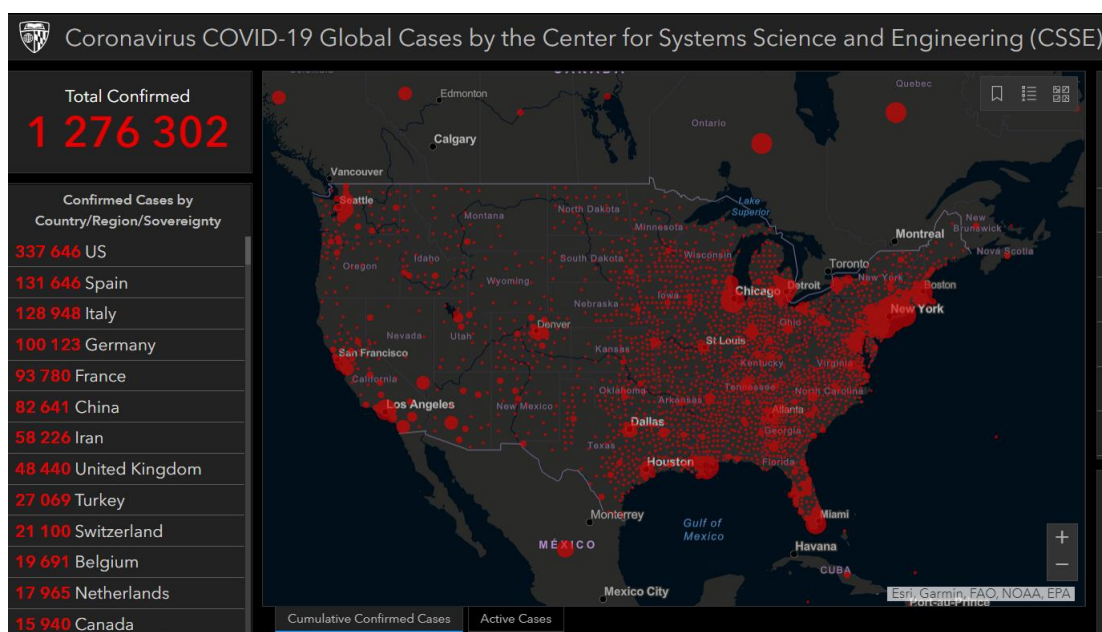 Coronavirus COVID-19 Global Cases by the Center for Systems Science and Engineering (CSSE)
Total Confirmed
1 276 302
Confirmed Cases by
Country/Region/Sovereignty
337 646 US
131 646 Spain
128 948 Italy
100 123 Germany
93 780 France
82 641 China
58 226 Iran
48 440 United Kingdom
27 069 Turkey
21 100 Switzerland
19 691 Belgium
17 965 Netherlands
15 940 Canada
CANADA
Edmonton
Quebec
Calgary
Ontario
Vancouver
Seattle
Lake
Superior
Montana
North Dakota
Minnesota
New
Brunswick
Montreal
Nova Scotia
Oregon
Idaho
South Dakota
Wisconsin
Toronto
Wyoming
New York
Chicago
Detroit
Boston
Iowa
Nebraska
New York
Denver
Ohio
Nevada
Utah
St Louis
San Francisco
Kansas
Kentucky
Virginia
California
Oklahoma
Tennessee
North Carolina
Los Angeles
New Mexico
Arkansas
Atlanta
Dallas
Georgia
Texas
Houston
Florida
Monterrey
Miami
Gulf of
Mexico
MÉXICO
Havana
CUBA
Mexico City
Esri, Garmin, FAO, NOAA, EPA
Port-au-Prince
Cumulative Confirmed Cases
Active Cases